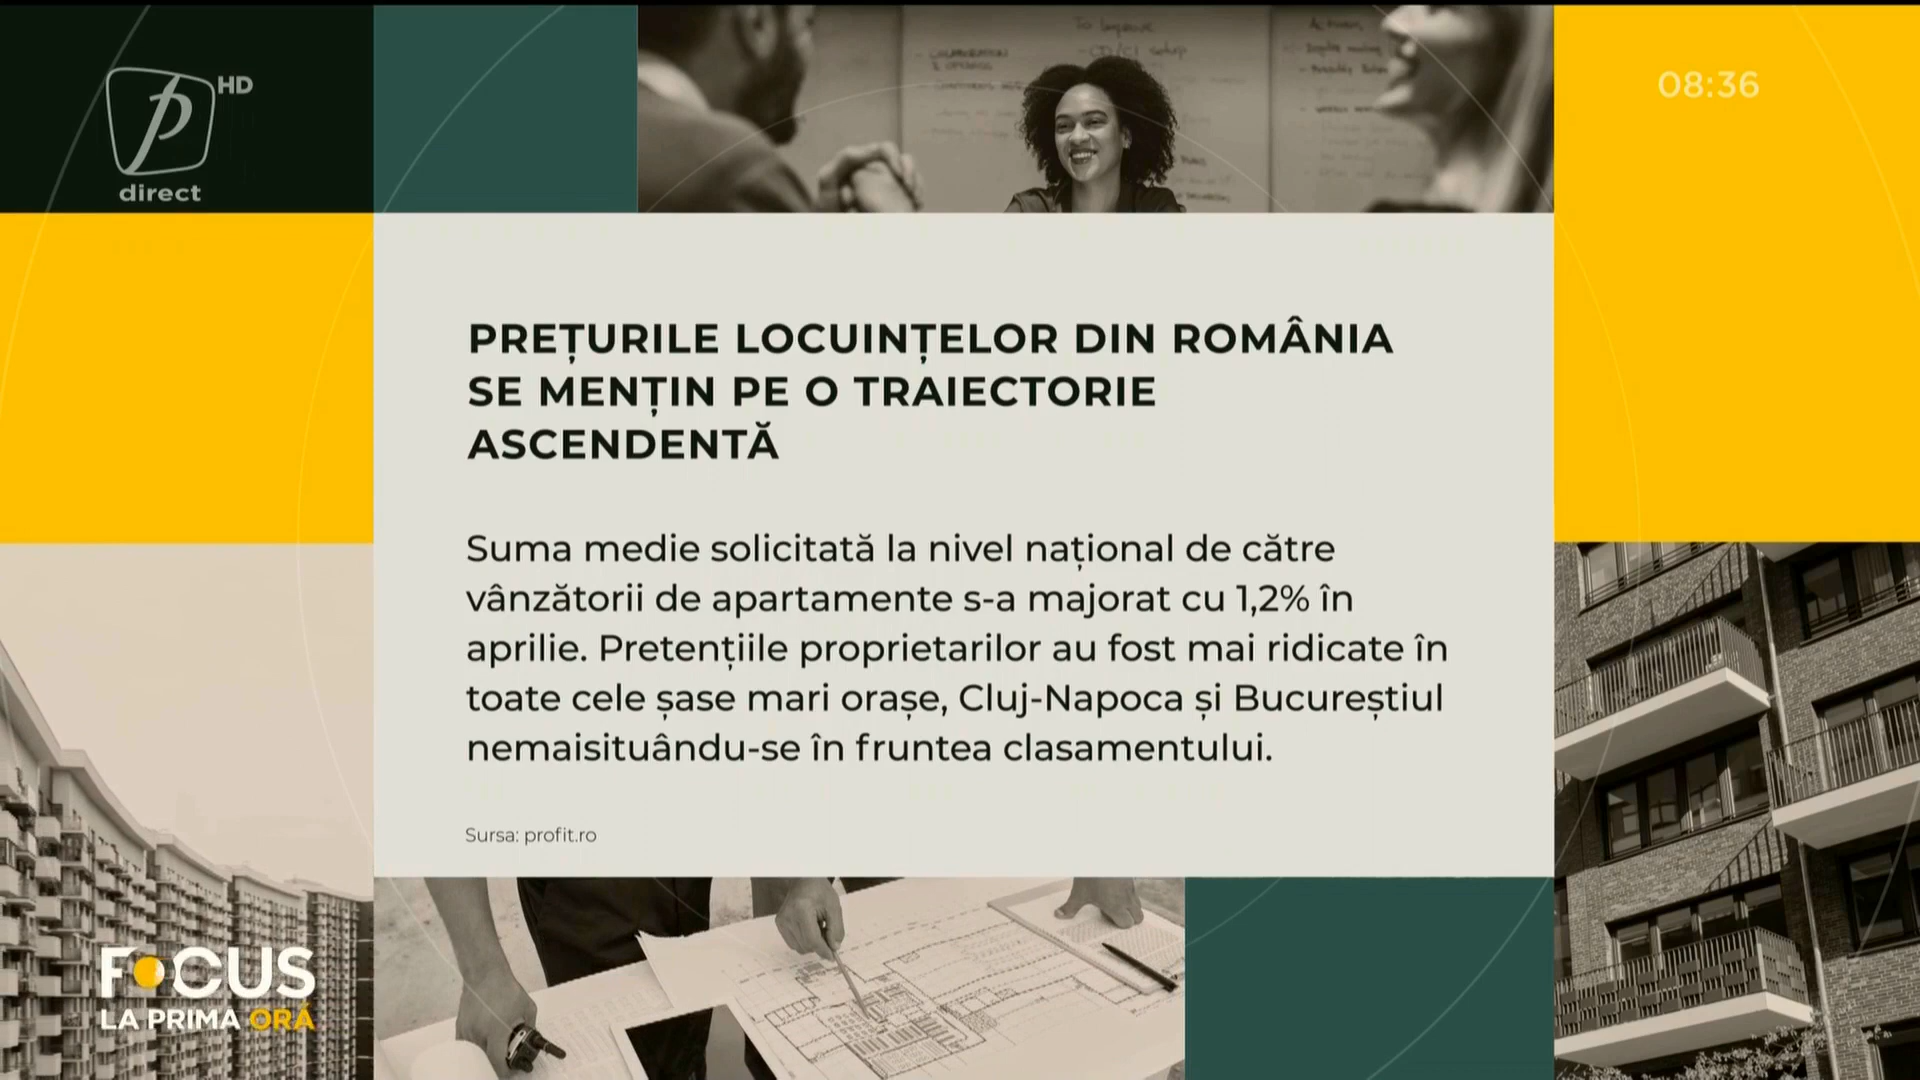 HD
direct
08:36
To Improve
PREȚURILE LOCUINȚELOR DIN ROMÂNIA
SE MENȚIN PE O TRAIECTORIE
ASCENDENTĂ
Suma medie solicitată la nivel național de către
vânzătorii de apartamente s-a majorat cu 1,2% în
aprilie. Pretențiile proprietarilor au fost mai ridicate în
toate cele șase mari orașe, Cluj-Napoca și Bucureștiul
nemaisituându-se în fruntea clasamentului.
Sursa: profit.ro
FOCUS
LA PRIMA ORĂ